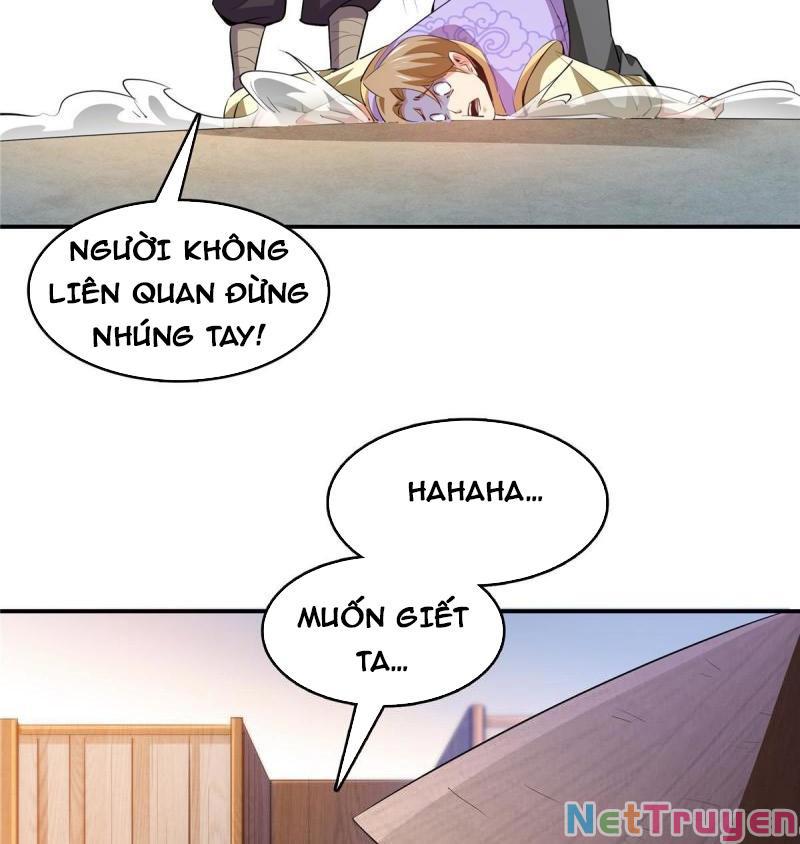 NGƯỜI KHÔNG
LIÊN QUAN ĐỪNG
NHÚNG TAY!
HAHAHA...
MUỐN GIẾT
TA...
NETTRUYEN